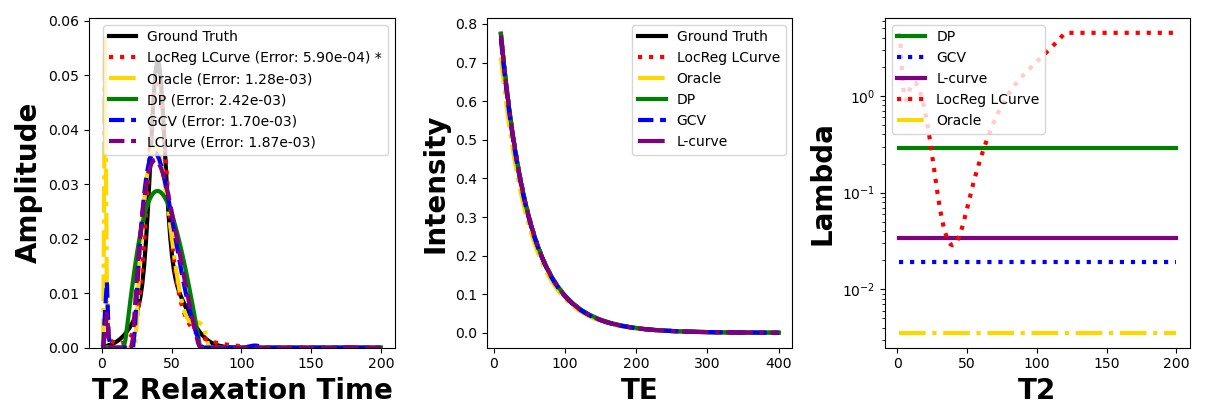 0.06
0.05
0.04
0.03
0.02
0.01
0.00
Amplitude
Ground Truth
LocReg LCurve (Error: 5.90e-04) *
Oracle (Error: 1.28e-03)
DP (Error: 2.42e-03)
GCV (Error: 1.70e-03)
LCurve (Error: 1.87e-03)
0 50 100 150 200
T2 Relaxation Time
0.8
0.7
0.6
0.5
0.4
0.3
0.2
0.1
0.0
Intensity
Ground Truth
LocReg LCurve
Oracle
DP
GCV
L-curve
0 100 200 300 400
TE
10⁰
10⁻¹
10⁻²
Lambda
DP
GCV
L-curve
LocReg LCurve
Oracle
0 50 100 150 200
T2